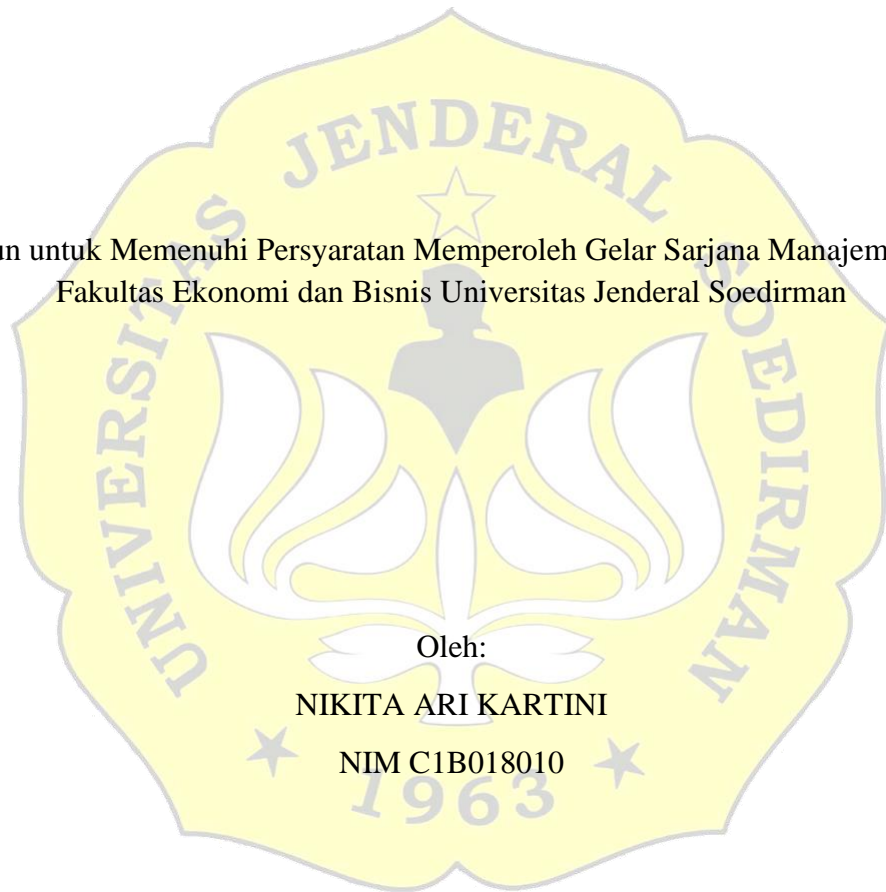 UNIVERSITAS JENDERAL SOEDIRMAN
un untuk Memenuhi Persyaratan Memperoleh Gelar Sarjana Manajem
Fakultas Ekonomi dan Bisnis Universitas Jenderal Soedirman
Oleh:
NIKITA ARI KARTINI
NIM C1B018010
1963